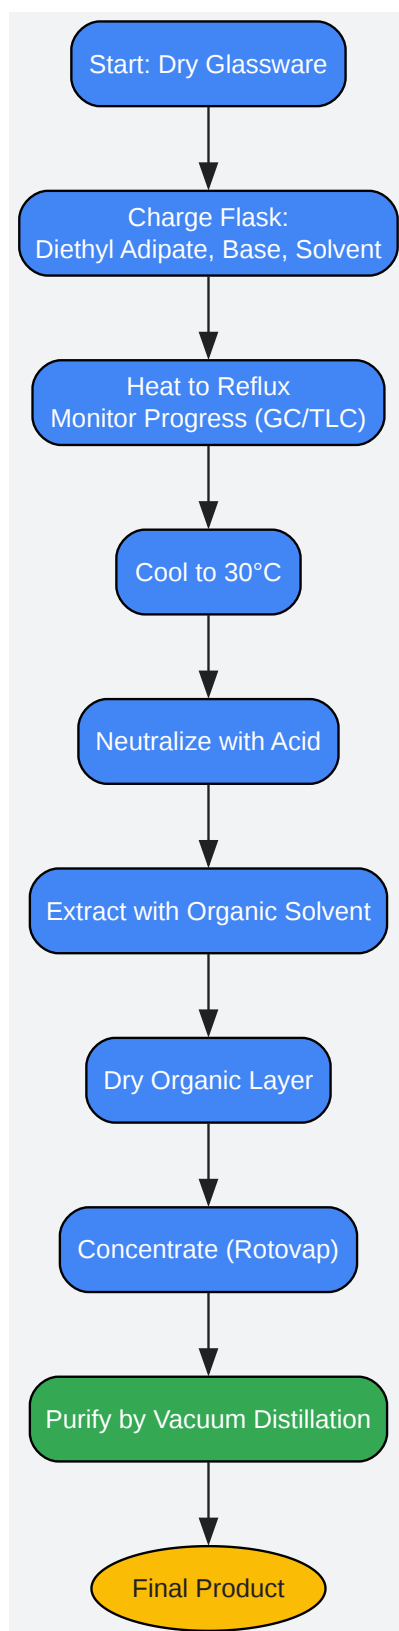 Start: Dry Glassware
Charge Flask:
Diethyl Adipate, Base, Solvent
Heat to Reflux
Monitor Progress (GC/TLC)
Cool to 30°C
Neutralize with Acid
Extract with Organic Solvent
Dry Organic Layer
Concentrate (Rotovap)
Purify by Vacuum Distillation
Final Product